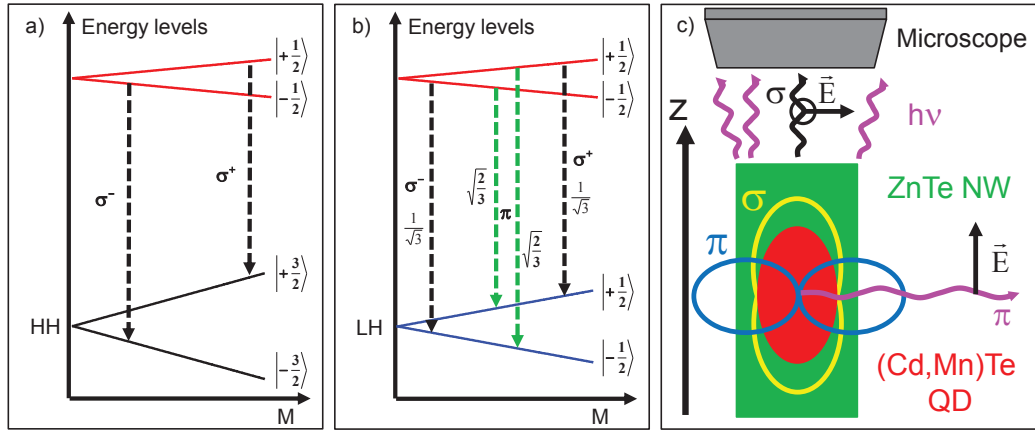 a) Energy levels
|+1/2⟩
|-1/2⟩
σ⁻
σ⁺
HH
|+3/2⟩
|-3/2⟩
M
b) Energy levels
|+1/2⟩
|-1/2⟩
σ⁻
1/√3
√2/3
π
√2/3
σ⁺
1/√3
LH
|+1/2⟩
|-1/2⟩
M
c)
Microscope
Z
σ
E⃗
hν
ZnTe NW
σ
π
E⃗
π
(Cd,Mn)Te
QD